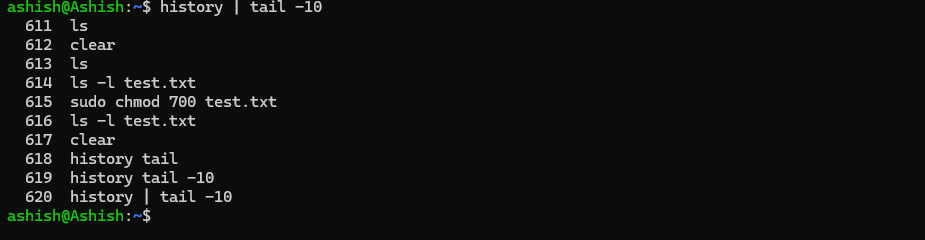 ashish@Ashish:~$ history | tail -10
611 ls
612 clear
613 ls
614 ls -l test.txt
615 sudo chmod 700 test.txt
616 ls -l test.txt
617 clear
618 history tail
619 history tail -10
620 history | tail -10
ashish@Ashish:~$